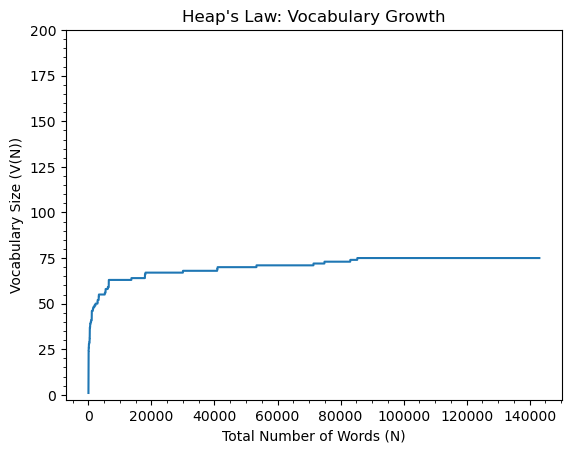 Heap's Law: Vocabulary Growth
200
175
150
125
100
75
50
25
0
Vocabulary Size (V(N))
0 20000 40000 60000 80000 100000 120000 140000
Total Number of Words (N)